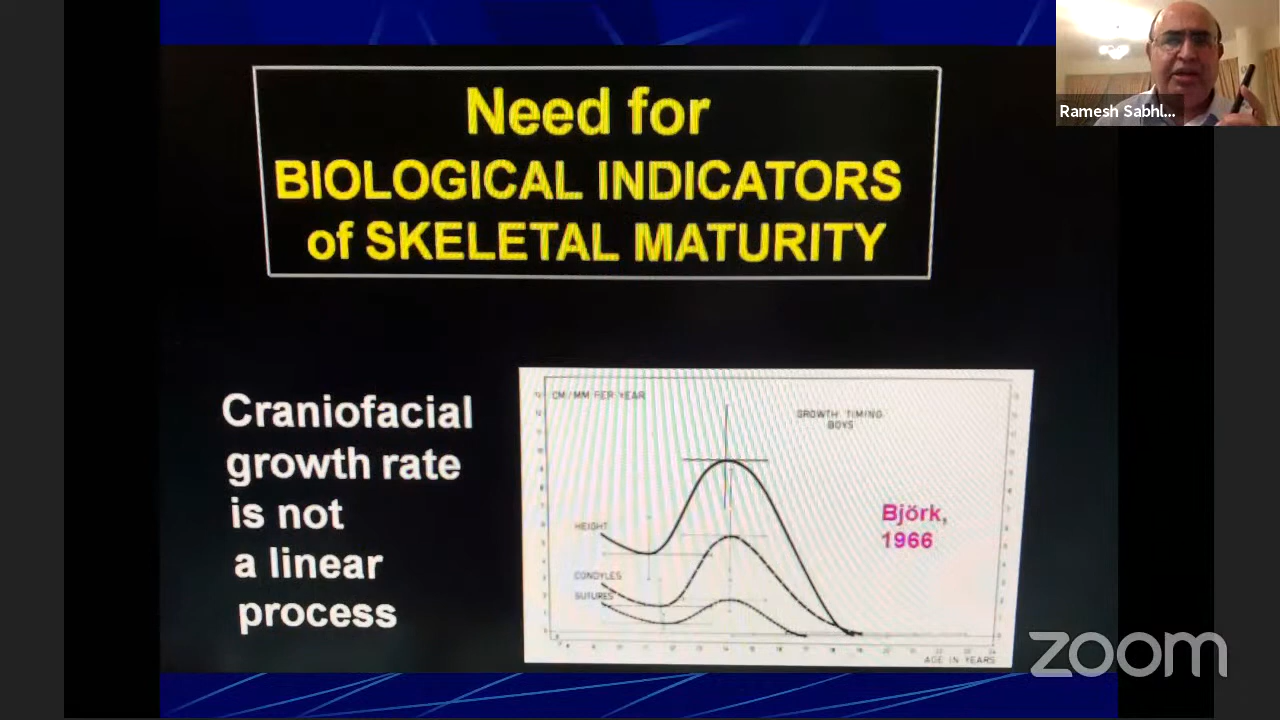 Need for
BIOLOGICAL INDICATORS
of SKELETAL MATURITY
Ramesh Sabhl...
Craniofacial
growth rate
is not
a linear
process
CM/MM PER YEAR
GROWTH TIMING
BOYS
HEIGHT
CONDYLES
SUTURES
Björk,
1966
AGE IN YEARS
zoom